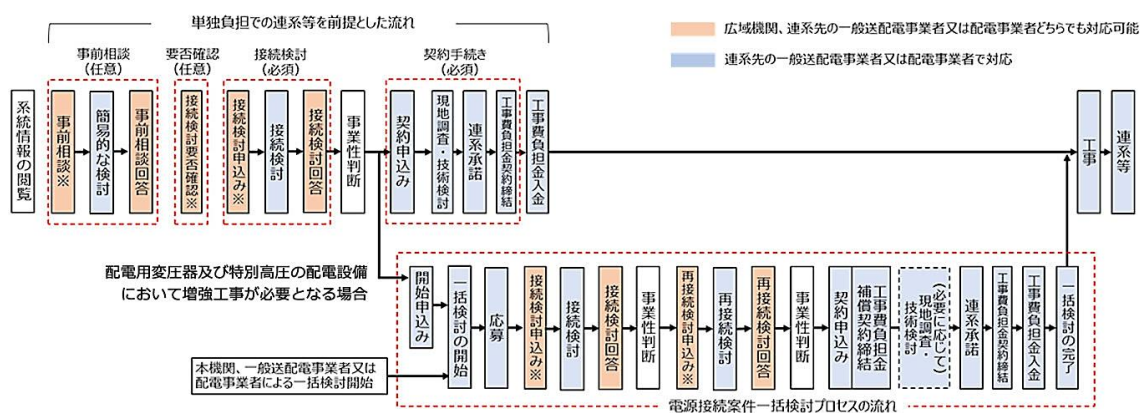 単独負担での連系等を前提とした流れ
広域機関、連系先の一般送配電事業者又は配電事業者どちらでも対応可能
連系先の一般送配電事業者又は配電事業者で対応
事前相談
(任意)
要否確認
(任意)
接続検討
(必須)
契約手続き
(必須)
系統情報の閲覧
事前相談※
簡易的な検討
事前相談回答
接続検討要否確認※
接続検討申込み※
接続検討
接続検討回答
事業性判断
契約申込み
現地調査・技術検討
連系承諾
工事費負担金契約締結
工事費負担金入金
工事
連系等
配電用変圧器及び特別高圧の配電設備
において増強工事が必要となる場合
本機関、一般送配電事業者又は
配電事業者による一括検討開始
開始申込み
一括検討の開始
応募
接続検討申込み※
接続検討
接続検討回答
事業性判断
再接続検討申込み※
再接続検討
再接続検討回答
事業性判断
契約申込み
工事費負担金
補償契約締結
(必要に応じて)
現地調査・
技術検討
連系承諾
工事費負担金契約締結
工事費負担金入金
一括検討の完了
電源接続案件一括検討プロセスの流れ